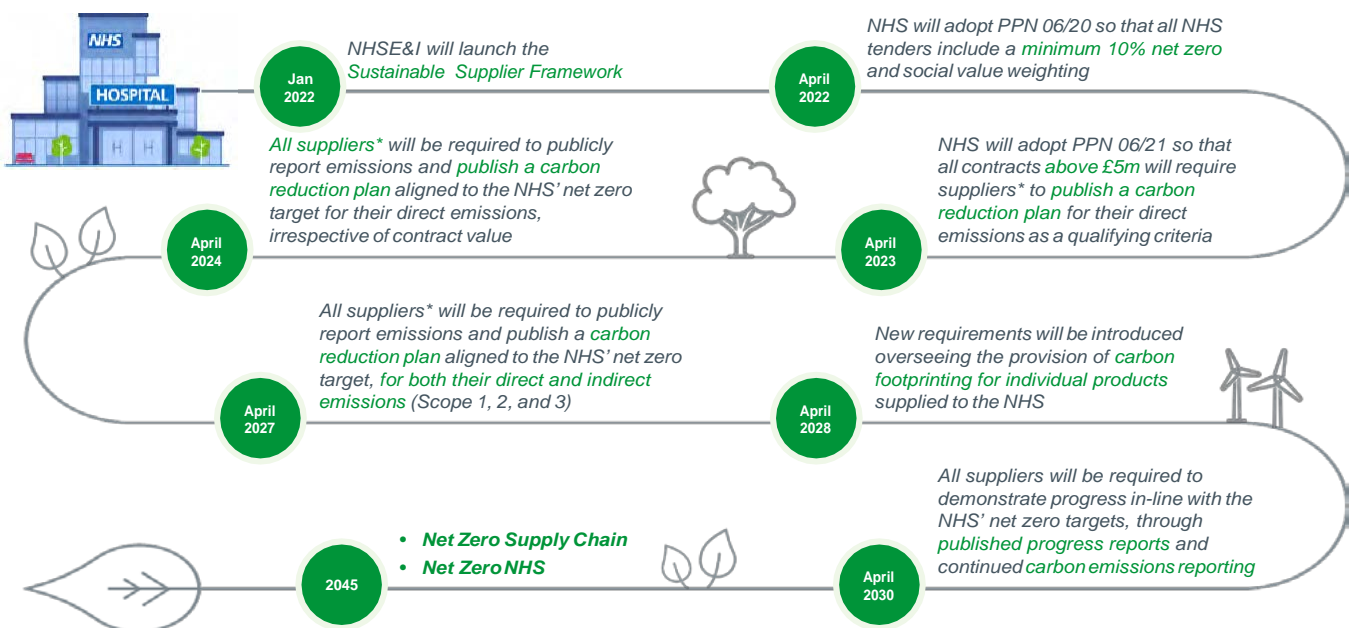 NHS
HOSPITAL
Jan
2022
NHSE&I will launch the
Sustainable Supplier Framework
April
2022
NHS will adopt PPN 06/20 so that all NHS
tenders include a minimum 10% net zero
and social value weighting
April
2023
NHS will adopt PPN 06/21 so that
all contracts above £5m will require
suppliers* to publish a carbon
reduction plan for their direct
emissions as a qualifying criteria
April
2024
All suppliers* will be required to publicly
report emissions and publish a carbon
reduction plan aligned to the NHS' net zero
target for their direct emissions,
irrespective of contract value
April
2027
All suppliers* will be required to publicly
report emissions and publish a carbon
reduction plan aligned to the NHS' net zero
target, for both their direct and indirect
emissions (Scope 1, 2, and 3)
April
2028
New requirements will be introduced
overseeing the provision of carbon
footprinting for individual products
supplied to the NHS
April
2030
All suppliers will be required to
demonstrate progress in-line with the
NHS' net zero targets, through
published progress reports and
continued carbon emissions reporting
2045
• Net Zero Supply Chain
• Net Zero NHS